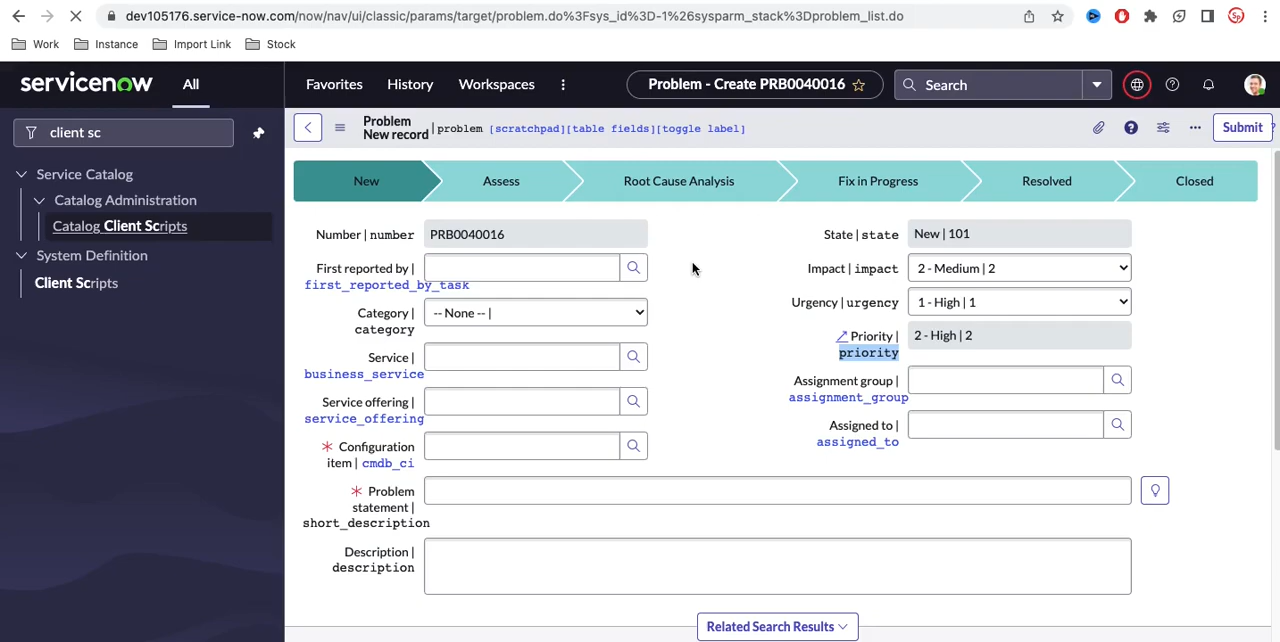 dev105176.service-now.com/now/nav/ui/classic/params/target/problem.do%3Fsys_id%3D-1%26sysparm_stack%3Dproblem_list.do
Work Instance Import Link Stock
servicenow All Favorites History Workspaces Problem - Create PRB0040016 Search
client sc
Problem
New record | problem [scratchpad][table fields][toggle label] Submit
Service Catalog
Catalog Administration
Catalog Client Scripts
System Definition
Client Scripts
New Assess Root Cause Analysis Fix in Progress Resolved Closed
Number | number PRB0040016
First reported by |
first_reported_by_task
Category | -- None -- |
category
Service |
business_service
Service offering |
service_offering
Configuration
item | cmdb_ci
Problem
statement |
short_description
Description |
description
State | state New | 101
Impact | impact 2 - Medium | 2
Urgency | urgency 1 - High | 1
Priority | 2 - High | 2
priority
Assignment group |
assignment_group
Assigned to |
assigned_to
Related Search Results